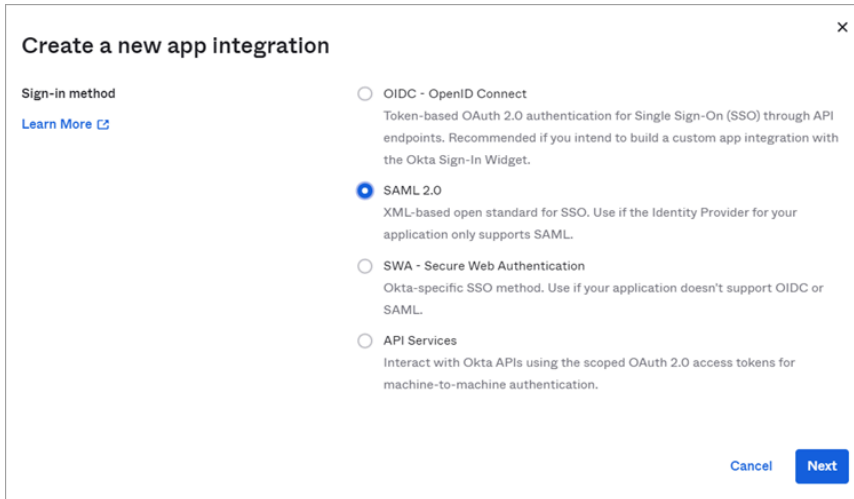 Create a new app integration
Sign-in method
Learn More
OIDC - OpenID Connect
Token-based OAuth 2.0 authentication for Single Sign-On (SSO) through API
endpoints. Recommended if you intend to build a custom app integration with
the Okta Sign-In Widget.
SAML 2.0
XML-based open standard for SSO. Use if the Identity Provider for your
application only supports SAML.
SWA - Secure Web Authentication
Okta-specific SSO method. Use if your application doesn't support OIDC or
SAML.
API Services
Interact with Okta APIs using the scoped OAuth 2.0 access tokens for
machine-to-machine authentication.
Cancel
Next